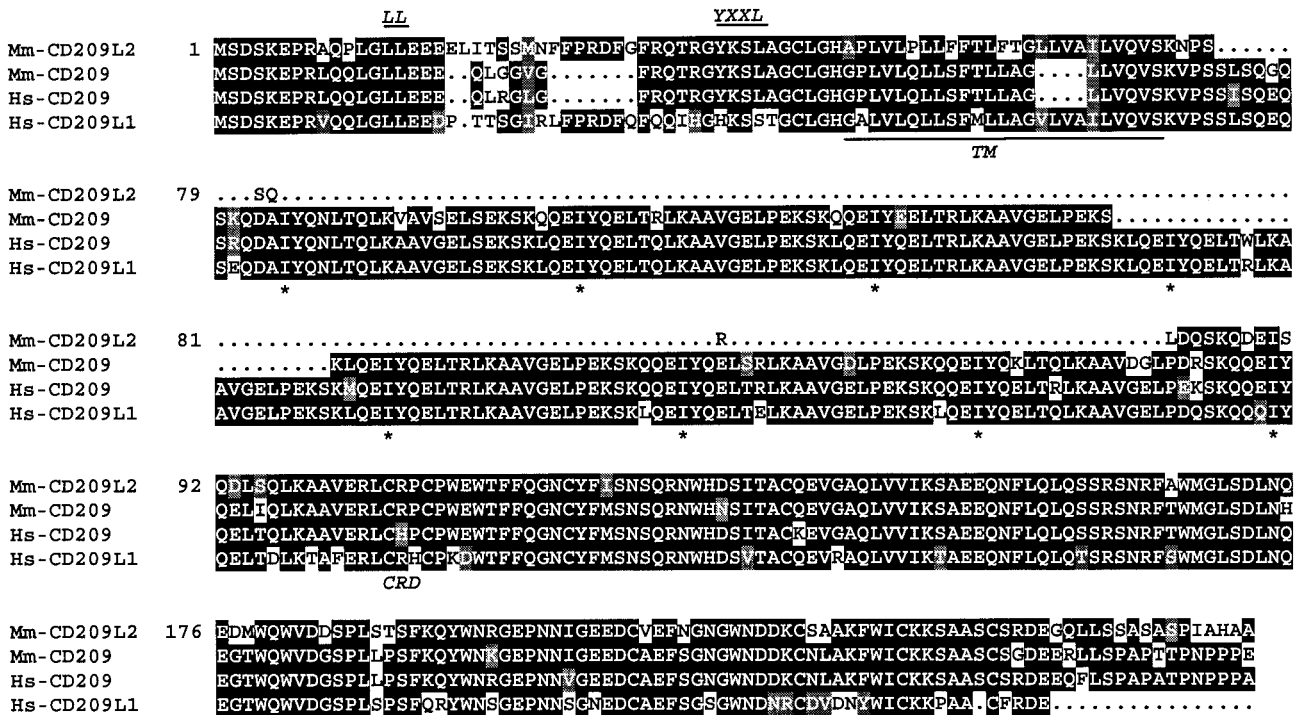 LL YXXL
Mm-CD209L2 1 MSDSKEPRAQPLGLLEEEELITSSMNFFPRDFGFRQTRGYKSLAGCLGHAPLVLPLLFFTLFTGLLVAILVQVSKNPS......
Mm-CD209 MSDSKEPRLQQLGLLEEE..QLGGVG.......FRQTRGYKSLAGCLGHGPLVLQLLSFTLLAG....LLVQVSKVPSSLSQGQ
Hs-CD209 MSDSKEPRLQQLGLLEEE..QLRGLG.......FRQTRGYKSLAGCLGHGPLVLQLLSFTLLAG....LLVQVSKVPSSISQEQ
Hs-CD209L1 MSDSKEPRVQQLGLLEEDP.TTSGIRLFPRDFQFQQIHGHKSSTGCLGHGALVLQLLSFMLLAGVLVAILVQVSKVPSSLSQEQ
TM
Mm-CD209L2 79 ...SQ...............................................................................
Mm-CD209 SKQDAIYQNLTQLKVAVSELSEKSKQQEIYQELTRLKAAVGELPEKSKQQEIYEELTRLKAAVGELPEKS..............
Hs-CD209 SRQDAIYQNLTQLKAAVGELSEKSKLQEIYQELTQLKAAVGELPEKSKLQEIYQELTRLKAAVGELPEKSKLQEIYQELTWLKA
Hs-CD209L1 SEQDAIYQNLTQLKAAVGELSEKSKLQEIYQELTQLKAAVGELPEKSKLQEIYQELTRLKAAVGELPEKSKLQEIYQELTRLKA
* * * *
Mm-CD209L2 81 .......................................R..................................LDQSKQDEIS
Mm-CD209 .........KLQEIYQELTRLKAAVGELPEKSKQQEIYQELSRLKAAVGDLPEKSKQQEIYQKLTQLKAAVDGLPDRSKQQEIY
Hs-CD209 AVGELPEKSKMQEIYQELTRLKAAVGELPEKSKQQEIYQELTRLKAAVGELPEKSKQQEIYQELTRLKAAVGELPEKSKQQEIY
Hs-CD209L1 AVGELPEKSKLQEIYQELTRLKAAVGELPEKSKLQEIYQELTELKAAVGELPEKSKLQEIYQELTQLKAAVGELPDQSKQQQIY
* * * *
Mm-CD209L2 92 QDLSQLKAAVERLCRPCPWEWTFFQGNCYFISNSQRNWHDSITACQEVGAQLVVIKSAEEQNFLQLQSSRSNRFAWMGLSDLNQ
Mm-CD209 QELIQLKAAVERLCRPCPWEWTFFQGNCYFMSNSQRNWHNSITACQEVGAQLVVIKSAEEQNFLQLQSSRSNRFTWMGLSDLNH
Hs-CD209 QELTQLKAAVERLCHPCPWEWTFFQGNCYFMSNSQRNWHDSITACKEVGAQLVVIKSAEEQNFLQLQSSRSNRFTWMGLSDLNQ
Hs-CD209L1 QELTDLKTAFERLCRHCPKDWTFFQGNCYFMSNSQRNWHDSVTACQEVRAQLVVIKTAEEQNFLQLQTSRSNRFSWMGLSDLNQ
CRD
Mm-CD209L2 176 EDMWQWVDDSPLSTSFKQYWNRGEPNNIGEEDCVEFNGNGWNDDKCSAAKFWICKKSAASCSRDEGQLLSSASASPIAHAA
Mm-CD209 EGTWQWVDGSPLLPSFKQYWNKGEPNNIGEEDCAEFSGNGWNDDKCNLAKFWICKKSAASCSGDEERLLSPAPTTPNPPPE
Hs-CD209 EGTWQWVDGSPLLPSFKQYWNRGEPNNVGEEDCAEFSGNGWNDDKCNLAKFWICKKSAASCSRDEEQFLSPAPATPNPPPA
Hs-CD209L1 EGTWQWVDGSPLSPSFQRYWNSGEPNNSGNEDCAEFSGSGWNDNRCDVDNYWICKKPAA.CFRDE................